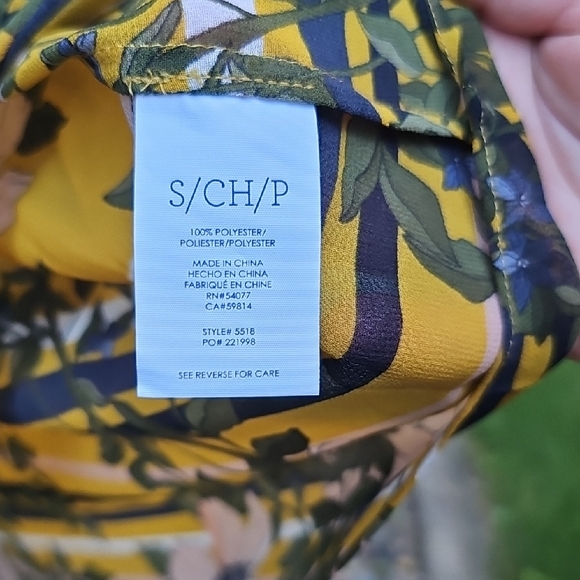 S/CH/P
100% POLYESTER/
POLIESTER/POLYESTER
MADE IN CHINA
HECHO EN CHINA
FABRIQUÉ EN CHINE
RN#54077
CA#59814
STYLE# 5518
PO# 221998
SEE REVERSE FOR CARE